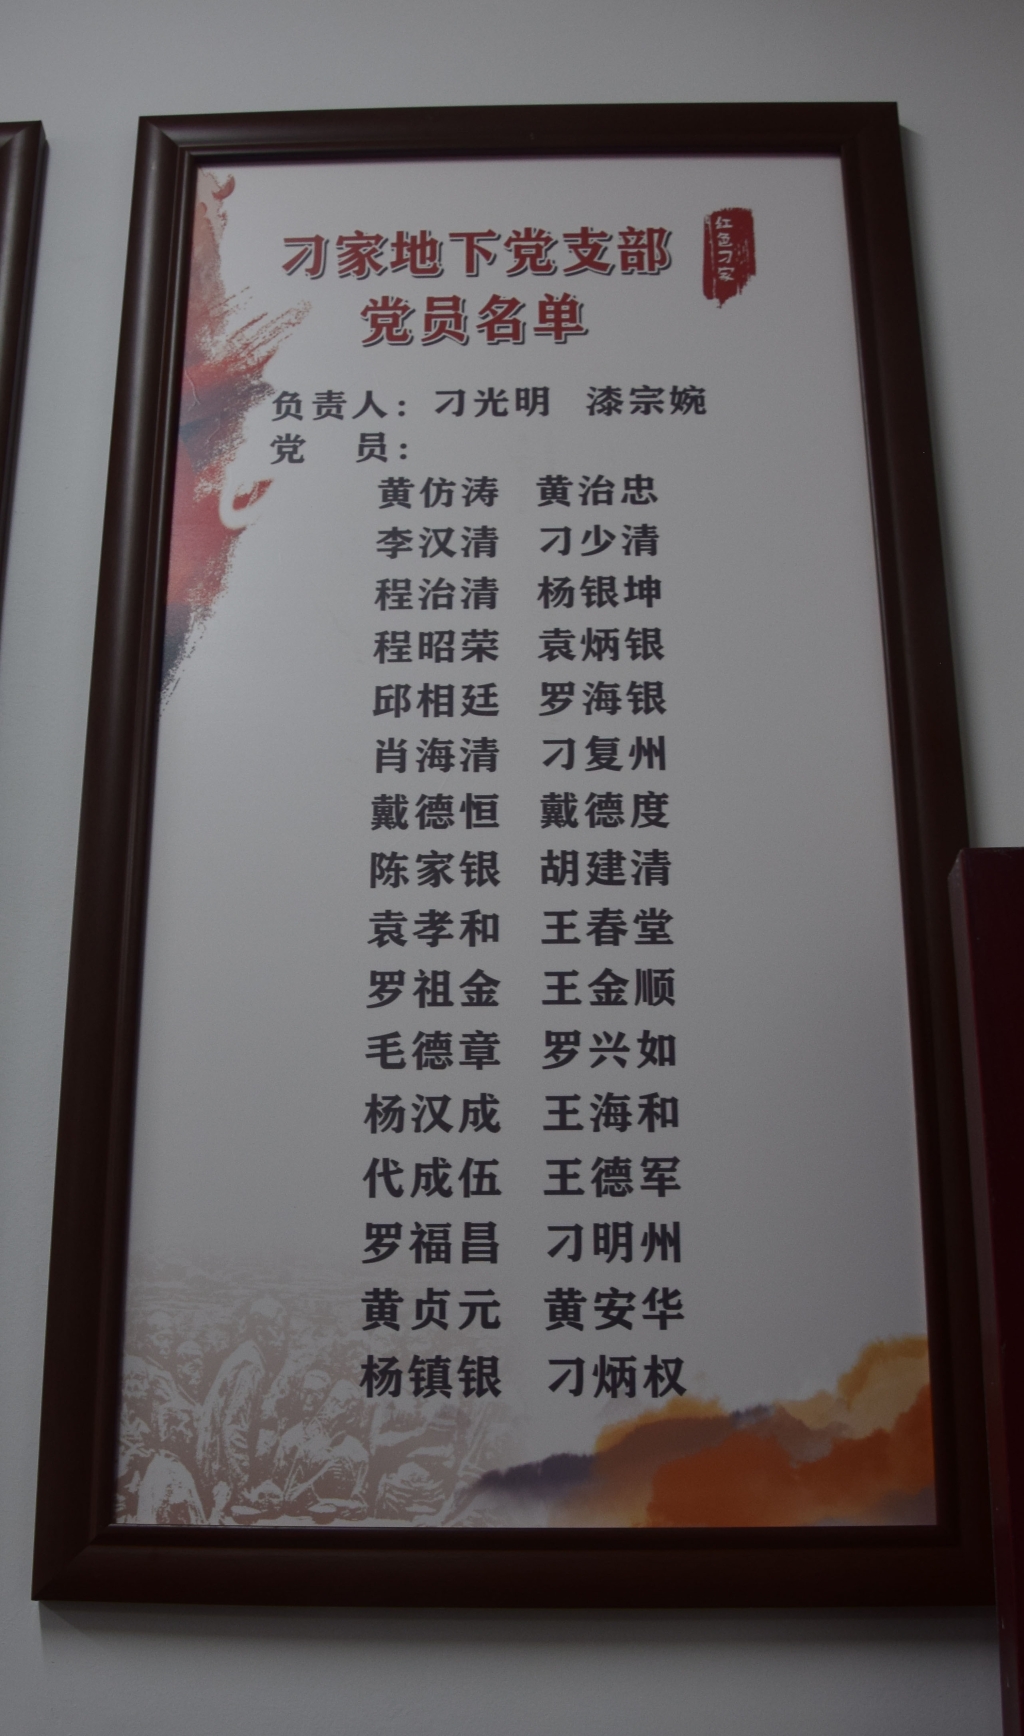 刁家地下党支部
红色刁家
党员名单
负责人：刁光明 漆宗婉
党 员：
黄仿涛 黄治忠
李汉清 刁少清
程治清 杨银坤
程昭荣 袁炳银
邱相廷 罗海银
肖海清 刁复州
戴德恒 戴德度
陈家银 胡建清
袁孝和 王春堂
罗祖金 王金顺
毛德章 罗兴如
杨汉成 王海和
代成伍 王德军
罗福昌 刁明州
黄贞元 黄安华
杨镇银 刁炳权